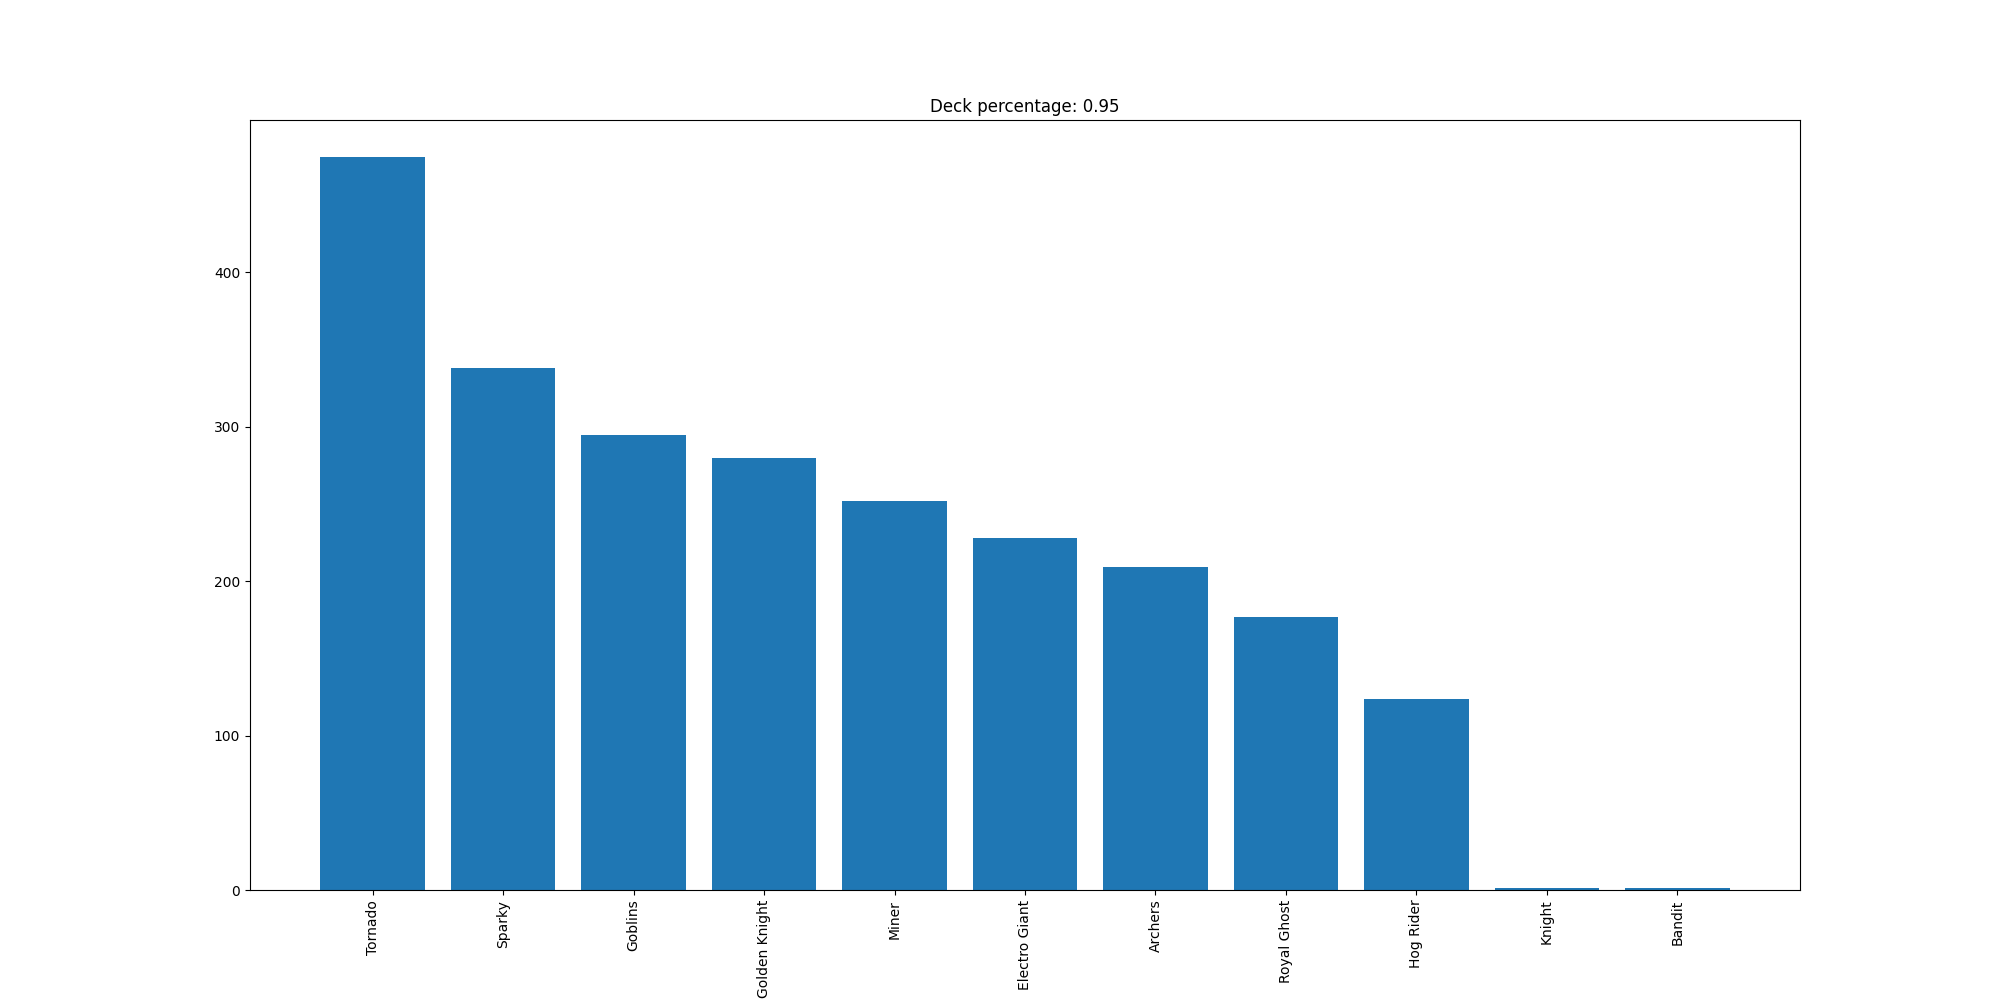 Deck percentage: 0.95
400
300
200
100
0
Tornado
Sparky
Goblins
Golden Knight
Miner
Electro Giant
Archers
Royal Ghost
Hog Rider
Knight
Bandit